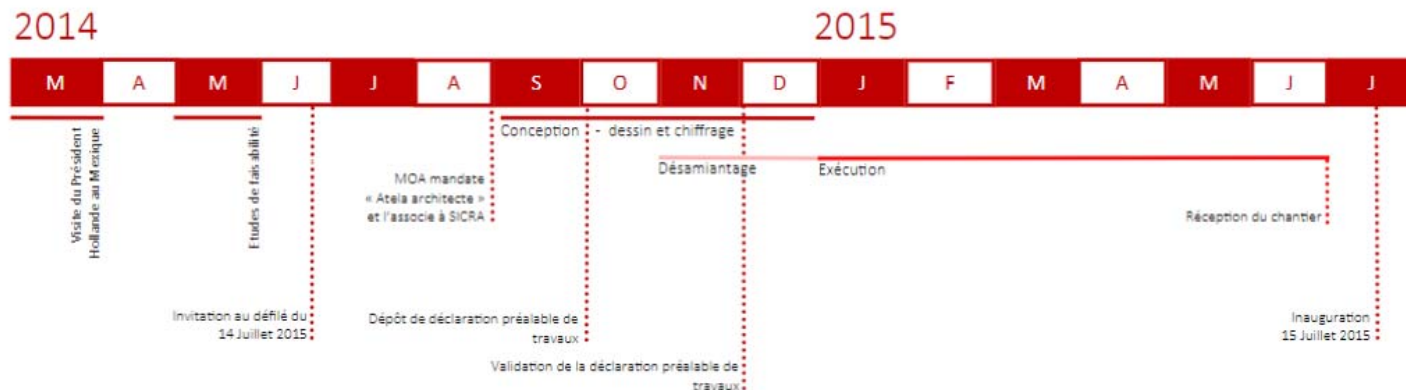 2014
2015
M A M J J A S O N D J F M A M J J
Visite du Président
Hollande au Mexique
Etudes de faisabilité
Conception - dessin et chiffrage
Désamiantage
Exécution
MOA mandate
« Atela architecte »
et l'associe à SICRA
Réception du chantier
Invitation au défilé du
14 Juillet 2015
Dépôt de déclaration préalable de
travaux
Inauguration
15 Juillet 2015
Validation de la déclaration préalable de
travaux